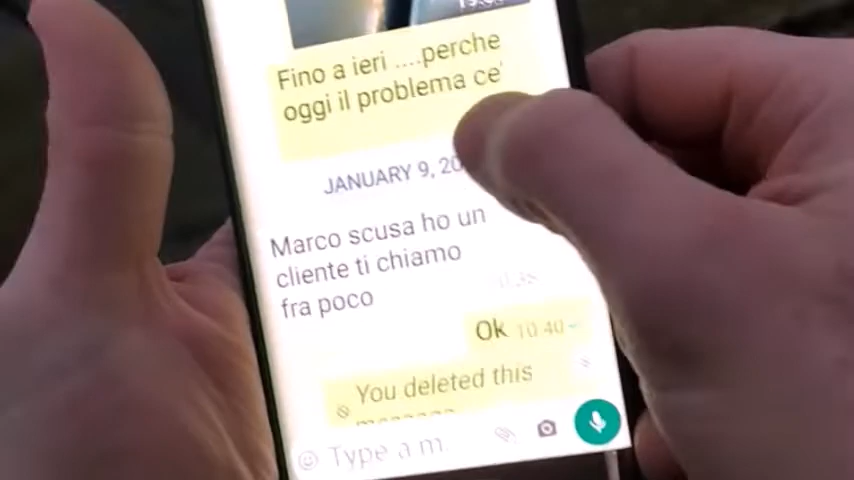 Fino a ieri ....perche
oggi il problema ce'
JANUARY 9, 20
Marco scusa ho un
cliente ti chiamo
fra poco
Ok 10:40
You deleted this
Type a m